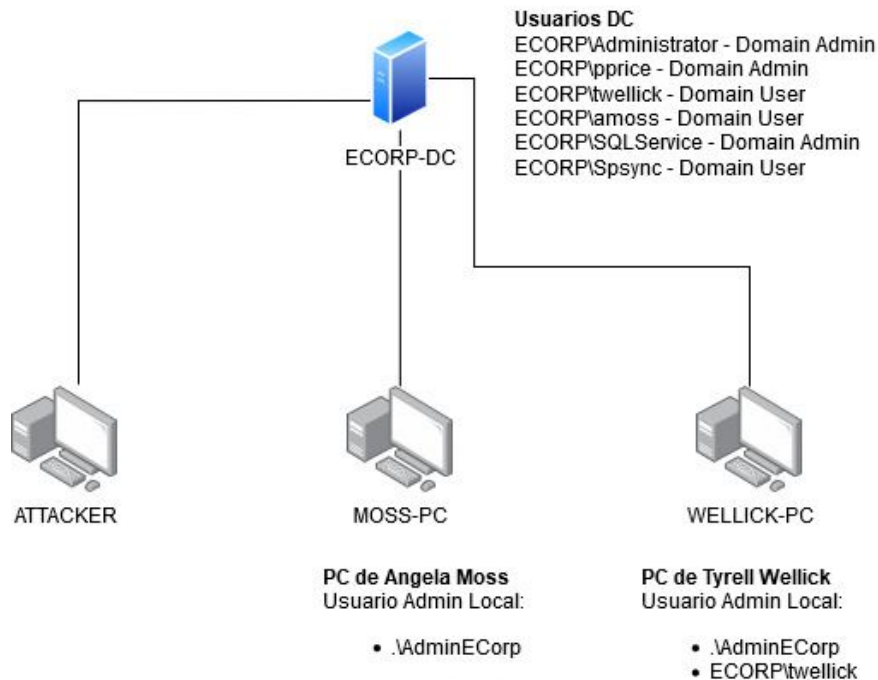 Usuarios DC
ECORP\Administrator - Domain Admin
ECORP\pprice - Domain Admin
ECORP\twellick - Domain User
ECORP\amoss - Domain User
ECORP\SQLService - Domain Admin
ECORP\Spsync - Domain User
ECORP-DC
ATTACKER
MOSS-PC
WELLICK-PC
PC de Angela Moss
Usuario Admin Local:
• .\AdminECorp
PC de Tyrell Wellick
Usuario Admin Local:
• .\AdminECorp
• ECORP\twellick